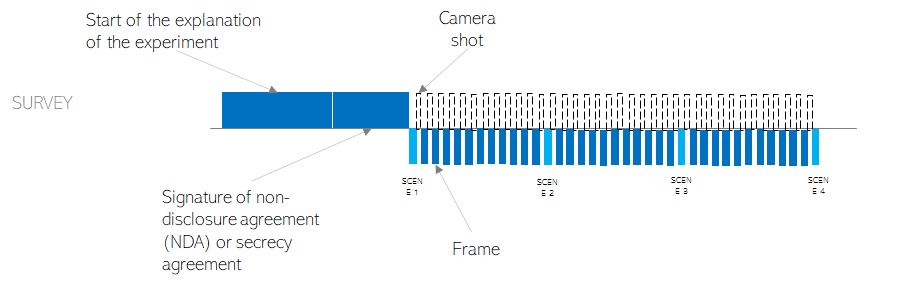 Start of the explanation
of the experiment
Camera
shot
SURVEY
SCEN
E 1
SCEN
E 2
SCEN
E 3
SCEN
E 4
Signature of non-
disclosure agreement
(NDA) or secrecy
agreement
Frame